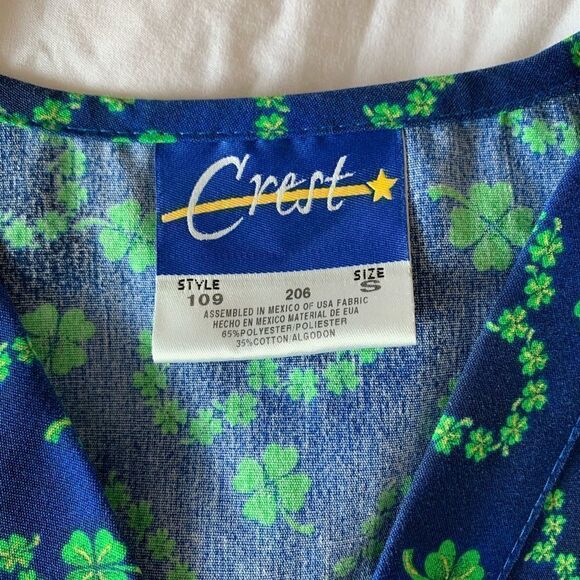 Crest
STYLE 206 SIZE
109 S
ASSEMBLED IN MEXICO OF USA FABRIC
HECHO EN MEXICO MATERIAL DE EUA
65%POLYESTER/POLIESTER
35%COTTON/ALGODON